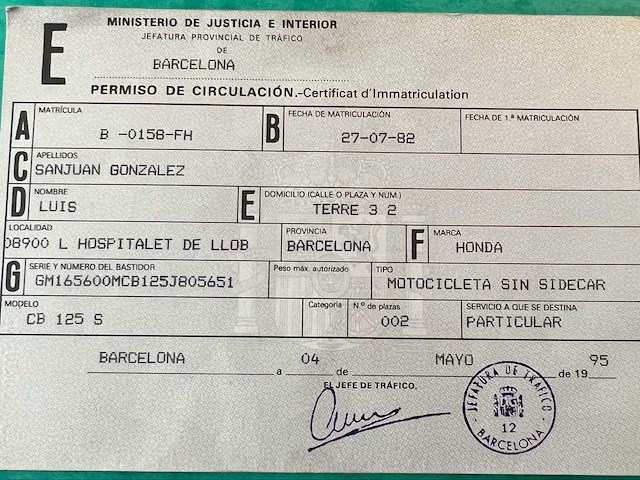 E
MINISTERIO DE JUSTICIA E INTERIOR
JEFATURA PROVINCIAL DE TRÁFICO
DE
BARCELONA
PERMISO DE CIRCULACIÓN.-Certificat d'Immatriculation
A MATRÍCULA
B -0158-FH
B FECHA DE MATRICULACIÓN
27-07-82
FECHA DE 1.ª MATRICULACIÓN
C APELLIDOS
SANJUAN GONZALEZ
D NOMBRE
LUIS
E DOMICILIO (CALLE O PLAZA Y NUM.)
TERRE 3 2
LOCALIDAD
08900 L HOSPITALET DE LLOB
PROVINCIA
BARCELONA
F MARCA
HONDA
G SERIE Y NÚMERO DEL BASTIDOR
GM165600MCB125J805651
Peso máx. autorizado
TIPO
MOTOCICLETA SIN SIDECAR
MODELO
CB 125 S
Categoría
N.º de plazas
002
SERVICIO A QUE SE DESTINA
PARTICULAR
BARCELONA a 04 de MAYO de 19 95
EL JEFE DE TRÁFICO,
JEFATURA DE TRAFICO
12
BARCELONA